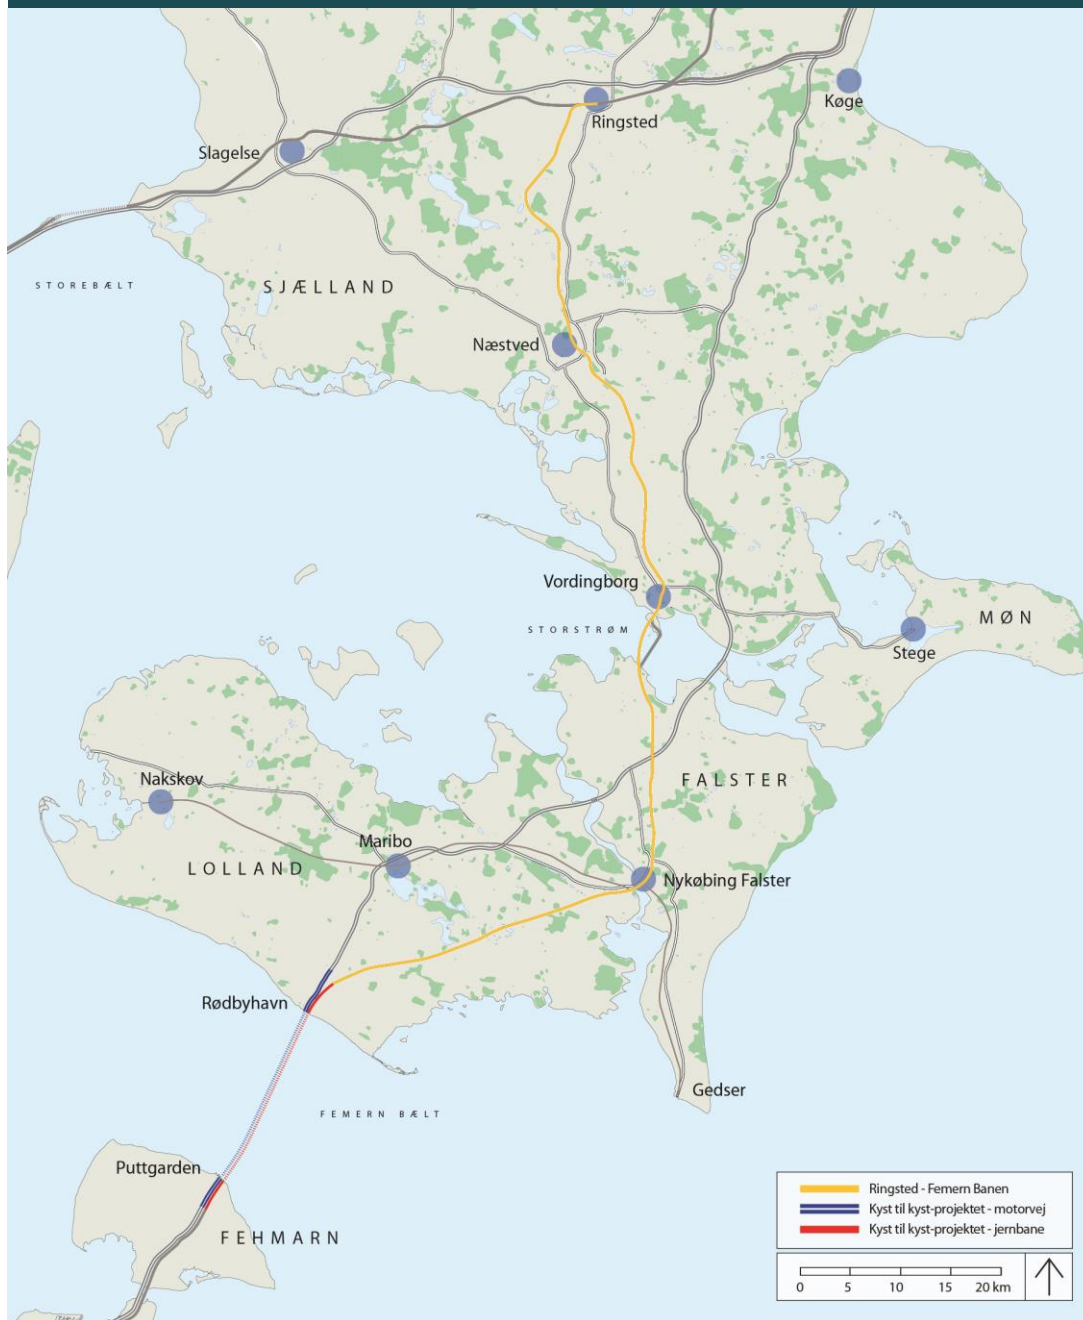 Køge
Ringsted
Slagelse
STOREBÆLT
SJÆLLAND
Næstved
Vordingborg
STORSTRØM
MØN
Stege
Nakskov
FALSTER
Maribo
LOLLAND
Nykøbing Falster
Rødbyhavn
Gedser
FEMERN BÆLT
Puttgarden
FEHMARN
Ringsted - Femern Banen
Kyst til kyst-projektet - motorvej
Kyst til kyst-projektet - jernbane
0 5 10 15 20 km